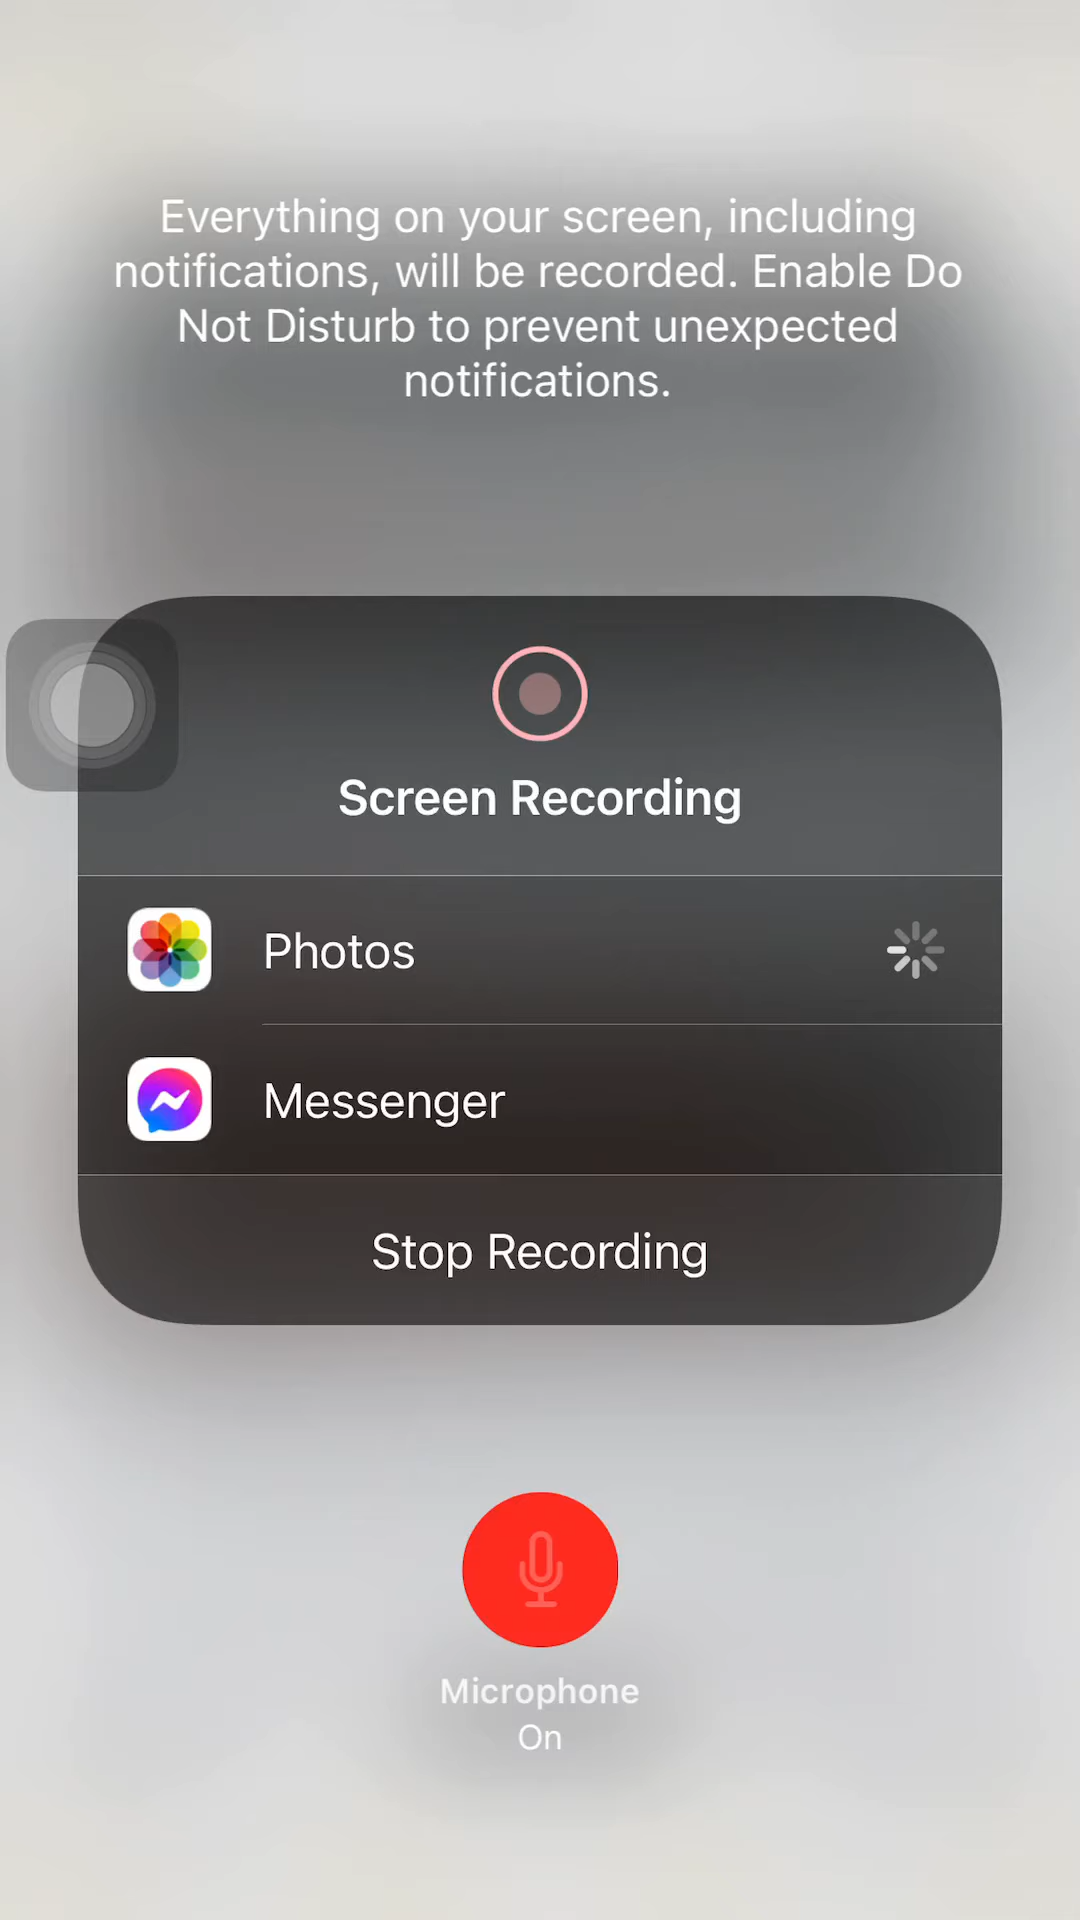 Everything on your screen, including
notifications, will be recorded. Enable Do
Not Disturb to prevent unexpected
notifications.
Screen Recording
Photos
Messenger
Stop Recording
Microphone
On